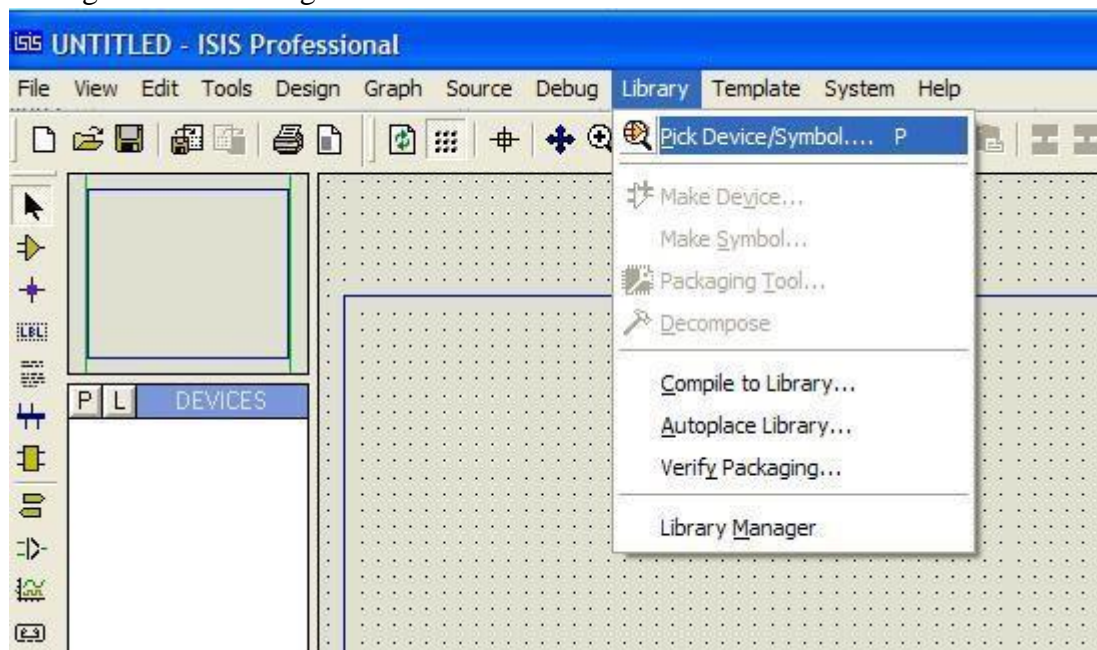 isis UNTITLED - ISIS Professional
File View Edit Tools Design Graph Source Debug Library Template System Help
Pick Device/Symbol.... P
Make Device...
Make Symbol...
Packaging Tool...
Decompose
LBL
P L DEVICES
Compile to Library...
Autoplace Library...
Verify Packaging...
Library Manager